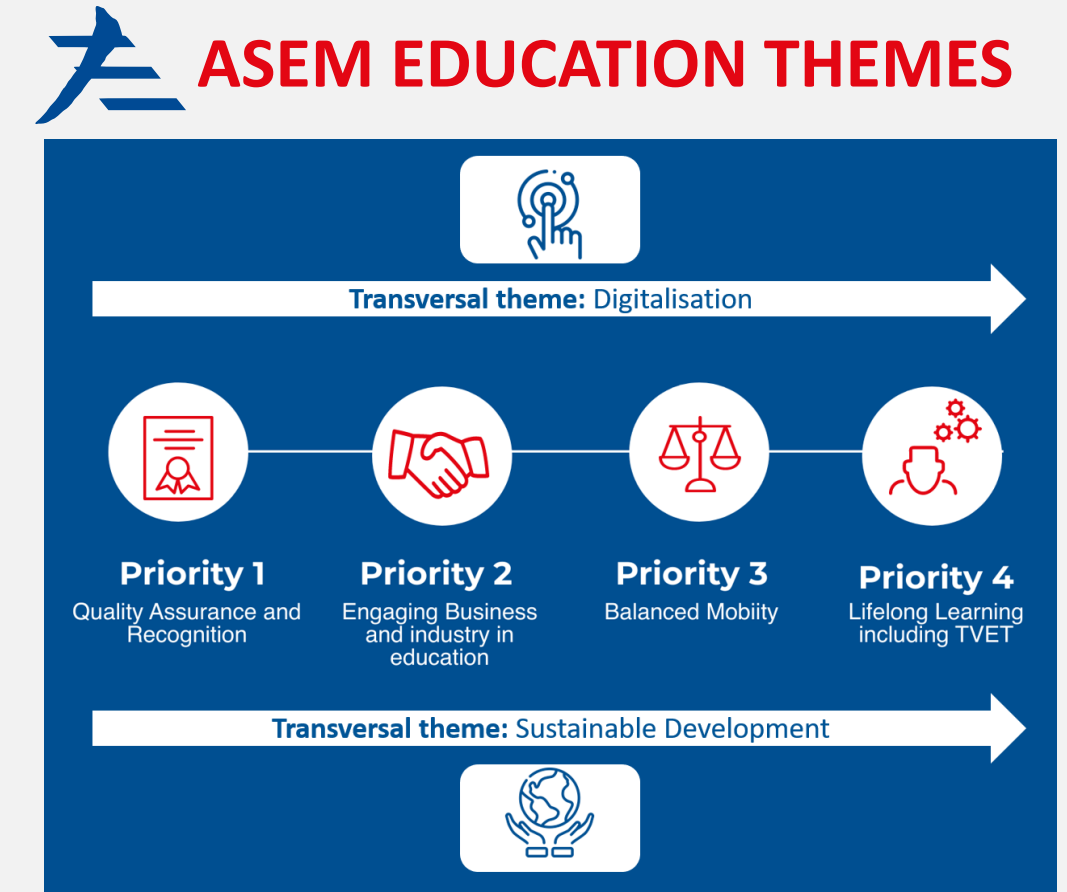 ASEM EDUCATION THEMES
Transversal theme: Digitalisation
Priority 1
Quality Assurance and
Recognition
Priority 2
Engaging Business
and industry in
education
Priority 3
Balanced Mobiity
Priority 4
Lifelong Learning
including TVET
Transversal theme: Sustainable Development